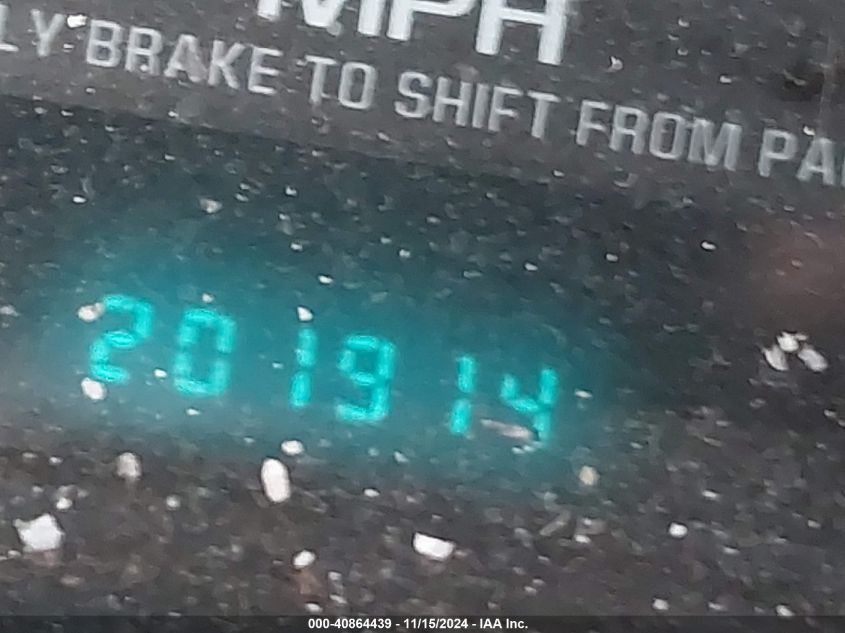 MPH
LY BRAKE TO SHIFT FROM PA
201914
000-40864439 - 11/15/2024 - IAA Inc.